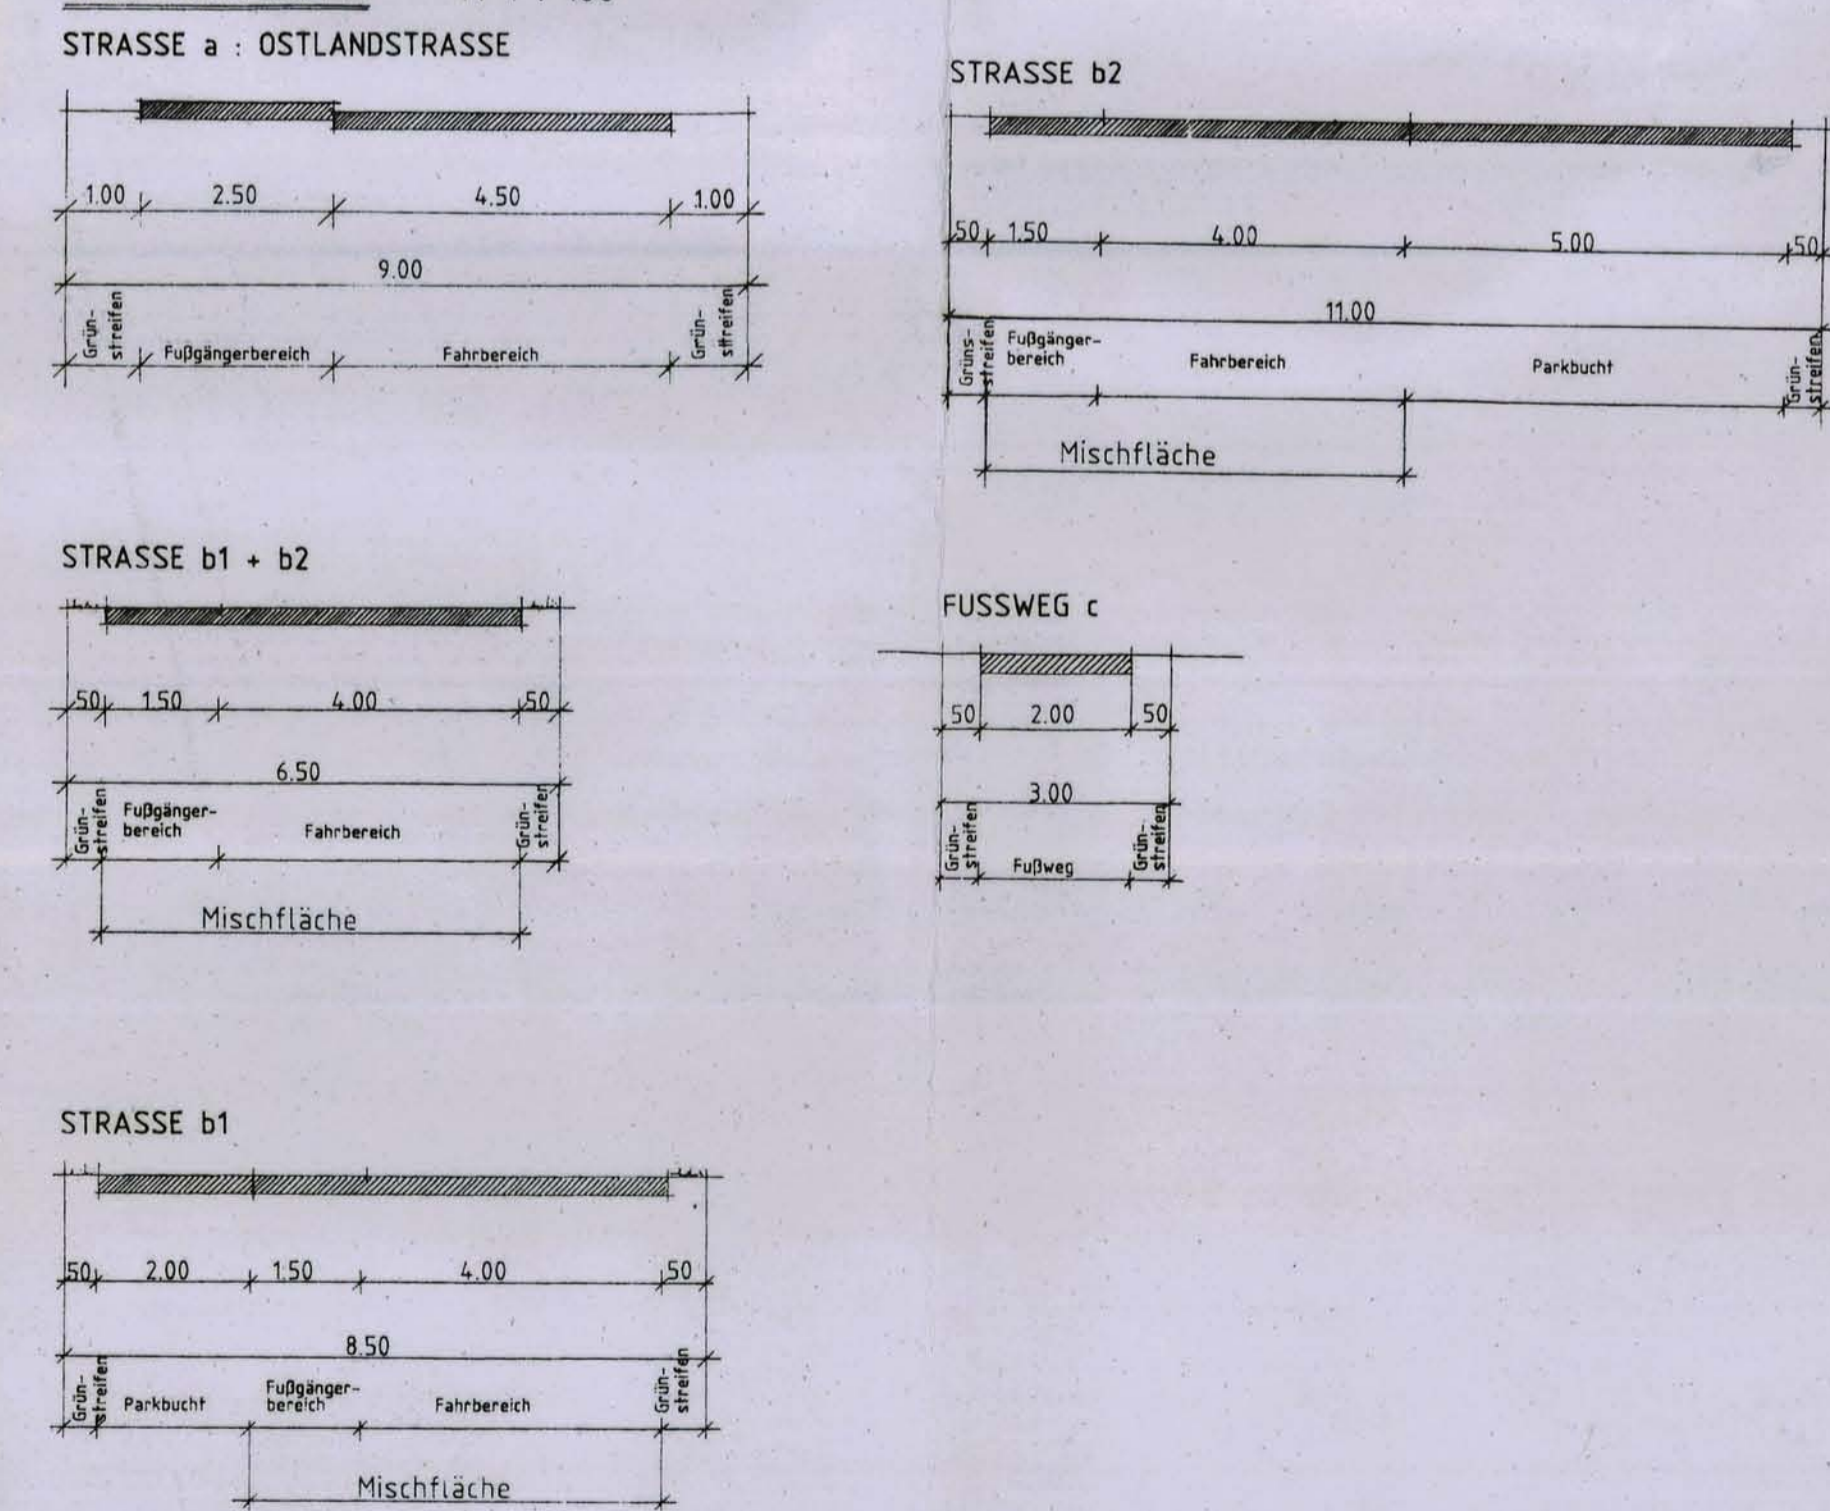 STRASSE a : OSTLANDSTRASSE
1.00 2.50 4.50 1.00
9.00
Grün-
streifen
Fußgängerbereich
Fahrbereich
Grün-
stfreifen
STRASSE b2
50 1.50 4.00 5.00 50
11.00
Grüns-
streifen
Fußgänger-
bereich
Fahrbereich
Parkbucht
Grün-
streifen
Mischfläche
STRASSE b1 + b2
50 1.50 4.00 50
6.50
Grün-
streifen
Fußgänger-
bereich
Fahrbereich
Grün-
streifen
Mischfläche
FUSSWEG c
50 2.00 50
3.00
Grün-
streifen
Fußweg
Grün-
streifen
STRASSE b1
50 2.00 1.50 4.00 50
8.50
Grün-
streifen
Parkbucht
Fußgänger-
bereich
Fahrbereich
Grün-
streifen
Mischfläche